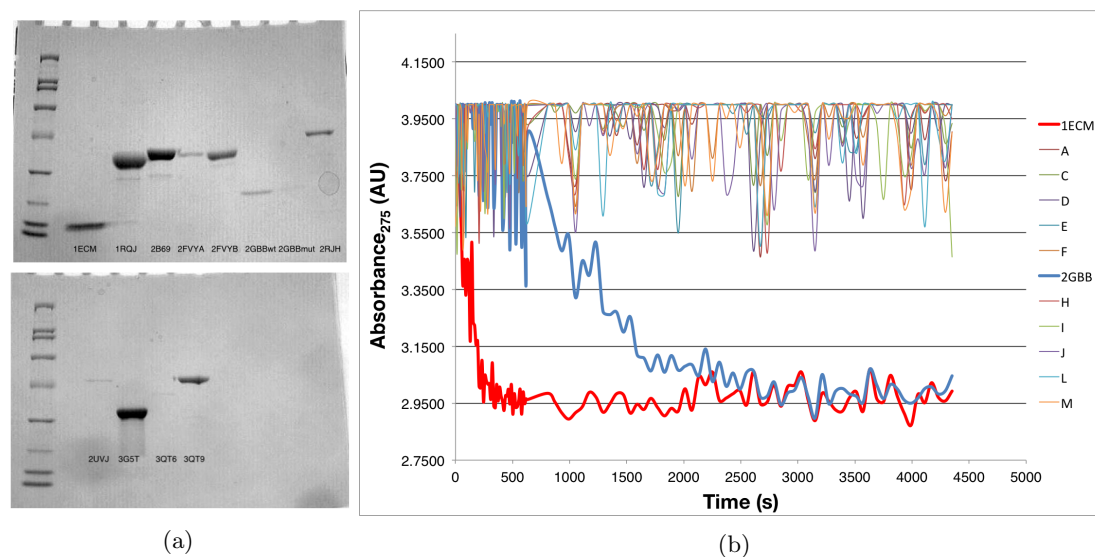 1ECM 1RQJ 2B69 2FVYA 2FVYB 2GBBwt 2GBBmut 2RJH
2UVJ 3G5T 3QT6 3QT9
(a)
Absorbance275 (AU)
4.1500
3.9500
3.7500
3.5500
3.3500
3.1500
2.9500
2.7500
0 500 1000 1500 2000 2500 3000 3500 4000 4500 5000
Time (s)
1ECM
A
C
D
E
F
2GBB
H
I
J
L
M
(b)